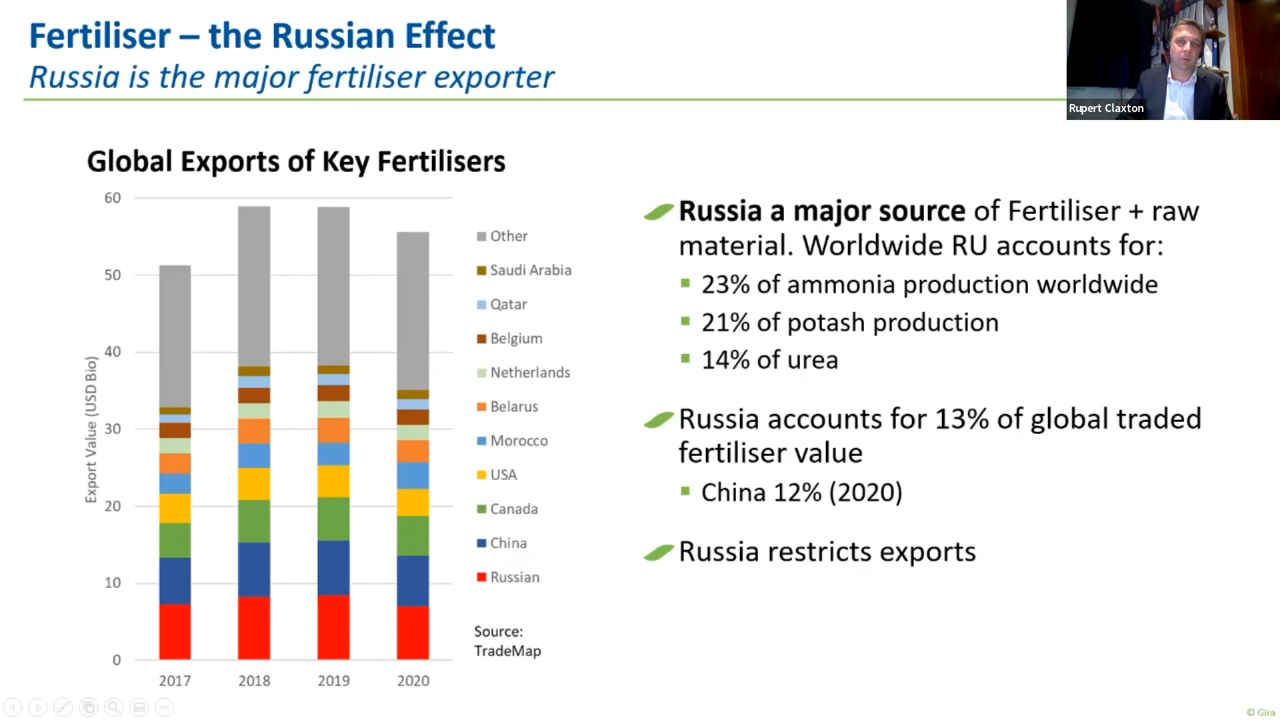 Fertiliser – the Russian Effect
Russia is the major fertiliser exporter
Rupert Claxton
Global Exports of Key Fertilisers
Export Value (USD Bio)
60
50
40
30
20
10
0
2017
2018
2019
2020
Other
Saudi Arabia
Qatar
Belgium
Netherlands
Belarus
Morocco
USA
Canada
China
Russian
Source:
TradeMap
Russia a major source of Fertiliser + raw
material. Worldwide RU accounts for:
23% of ammonia production worldwide
21% of potash production
14% of urea
Russia accounts for 13% of global traded
fertiliser value
China 12% (2020)
Russia restricts exports
© Gira